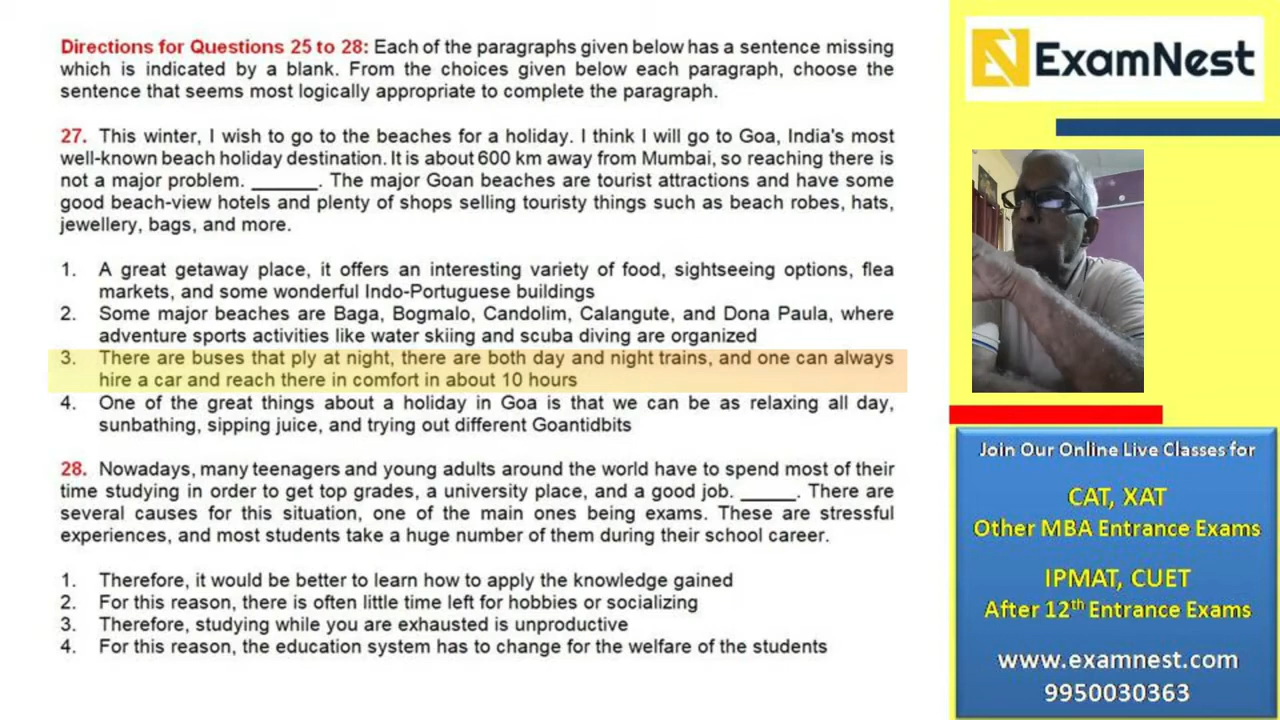 Directions for Questions 25 to 28: Each of the paragraphs given below has a sentence missing
which is indicated by a blank. From the choices given below each paragraph, choose the
sentence that seems most logically appropriate to complete the paragraph.
27. This winter, I wish to go to the beaches for a holiday. I think I will go to Goa, India's most
well-known beach holiday destination. It is about 600 km away from Mumbai, so reaching there is
not a major problem. ______. The major Goan beaches are tourist attractions and have some
good beach-view hotels and plenty of shops selling touristy things such as beach robes, hats,
jewellery, bags, and more.
1. A great getaway place, it offers an interesting variety of food, sightseeing options, flea
markets, and some wonderful Indo-Portuguese buildings
2. Some major beaches are Baga, Bogmalo, Candolim, Calangute, and Dona Paula, where
adventure sports activities like water skiing and scuba diving are organized
3. There are buses that ply at night, there are both day and night trains, and one can always
hire a car and reach there in comfort in about 10 hours
4. One of the great things about a holiday in Goa is that we can be as relaxing all day,
sunbathing, sipping juice, and trying out different Goantidbits
28. Nowadays, many teenagers and young adults around the world have to spend most of their
time studying in order to get top grades, a university place, and a good job. _____. There are
several causes for this situation, one of the main ones being exams. These are stressful
experiences, and most students take a huge number of them during their school career.
1. Therefore, it would be better to learn how to apply the knowledge gained
2. For this reason, there is often little time left for hobbies or socializing
3. Therefore, studying while you are exhausted is unproductive
4. For this reason, the education system has to change for the welfare of the students
ExamNest
Join Our Online Live Classes for
CAT, XAT
Other MBA Entrance Exams
IPMAT, CUET
After 12th Entrance Exams
www.examnest.com
9950030363